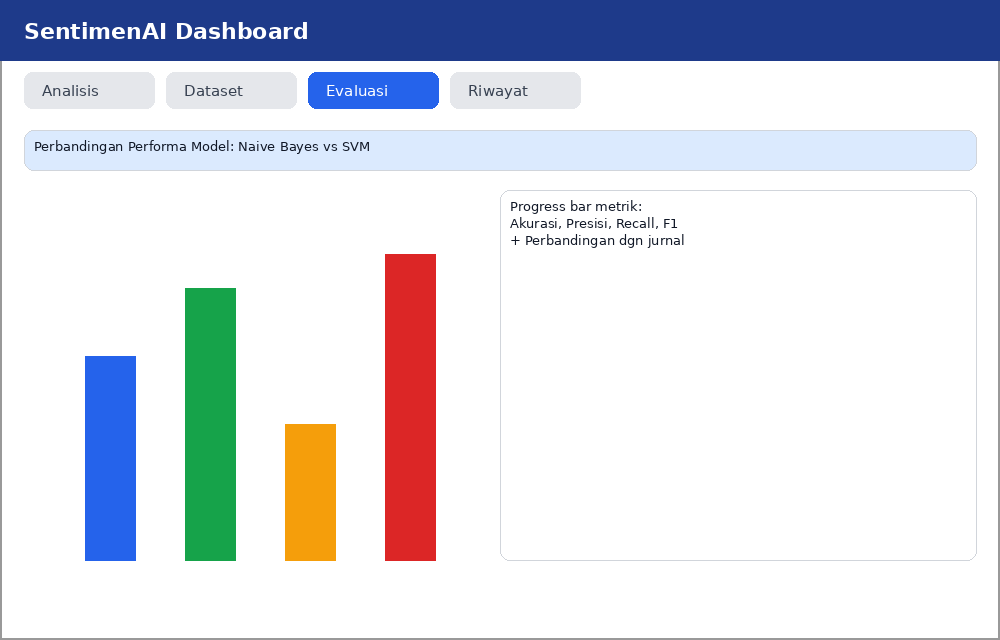 SentimenAI Dashboard
Analisis
Dataset
Evaluasi
Riwayat
Perbandingan Performa Model: Naive Bayes vs SVM
Progress bar metrik:
Akurasi, Presisi, Recall, F1
+ Perbandingan dgn jurnal